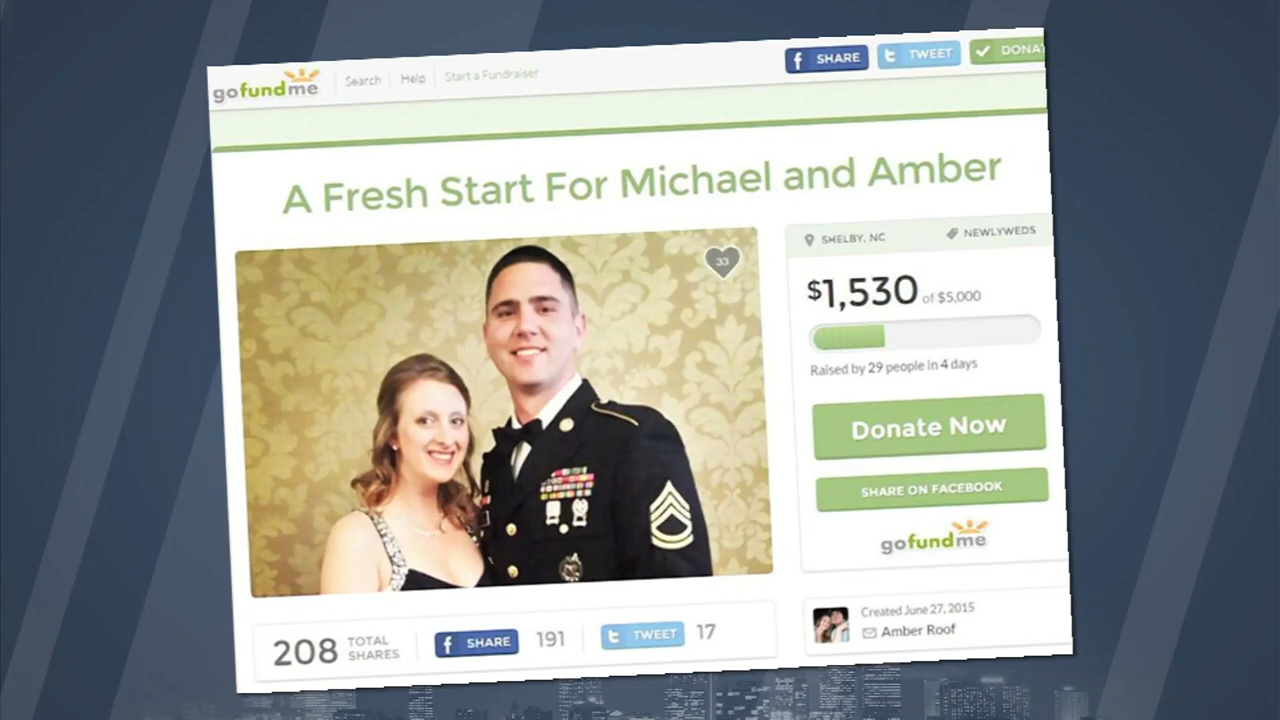 gofundme Search Help Start a Fundraiser SHARE TWEET DONA
A Fresh Start For Michael and Amber
33
SHELBY, NC NEWLYWEDS
$1,530 of $5,000
Raised by 29 people in 4 days
Donate Now
SHARE ON FACEBOOK
gofundme
208 TOTAL SHARES SHARE 191 TWEET 17
Created June 27, 2015
Amber Roof